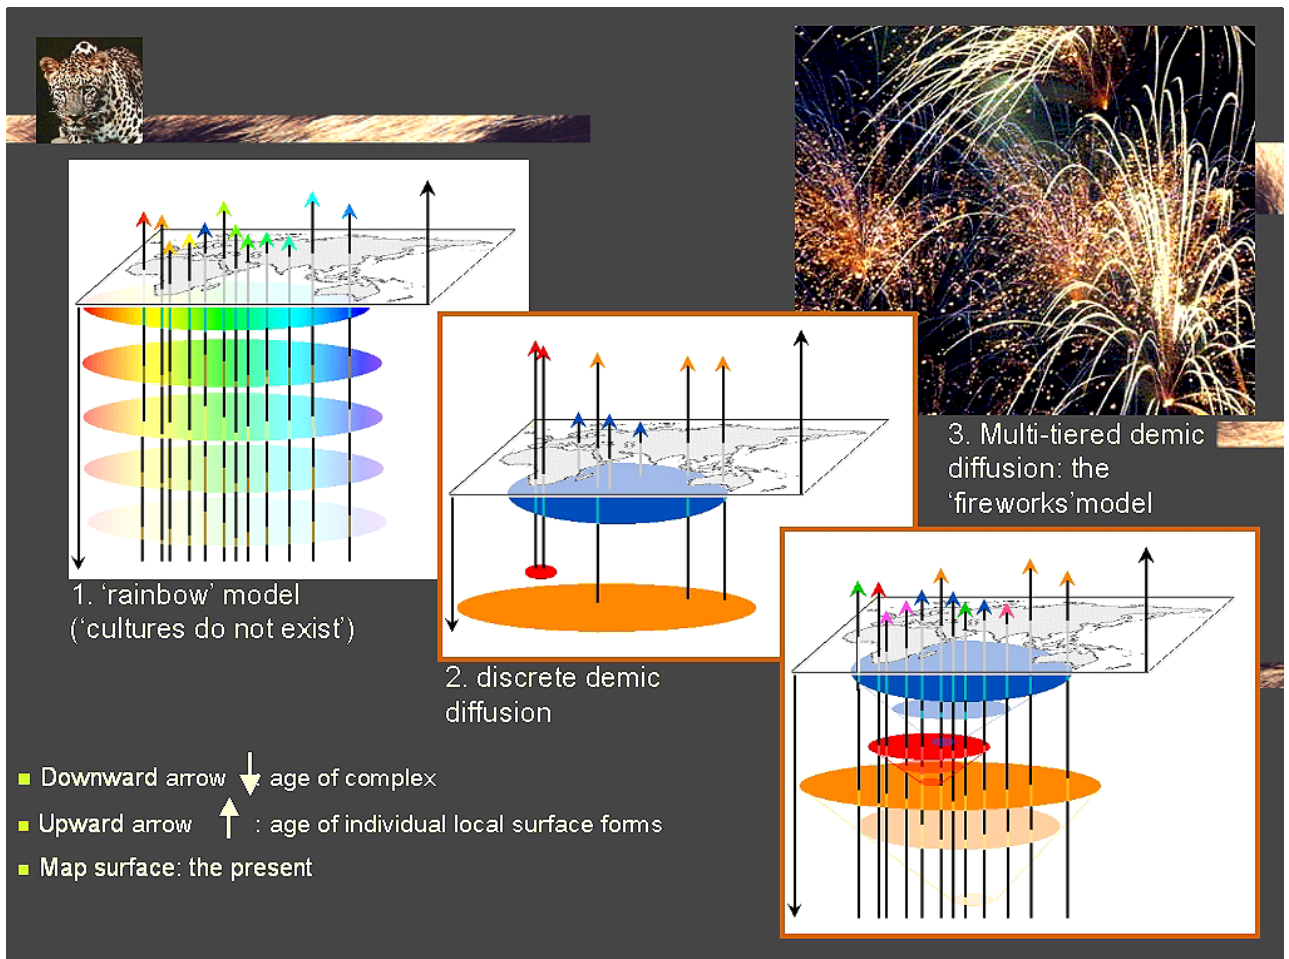 1. ‘rainbow’ model
(‘cultures do not exist’)
2. discrete demic
diffusion
3. Multi-tiered demic
diffusion: the
‘fireworks’model
Downward arrow : age of complex
Upward arrow : age of individual local surface forms
Map surface: the present